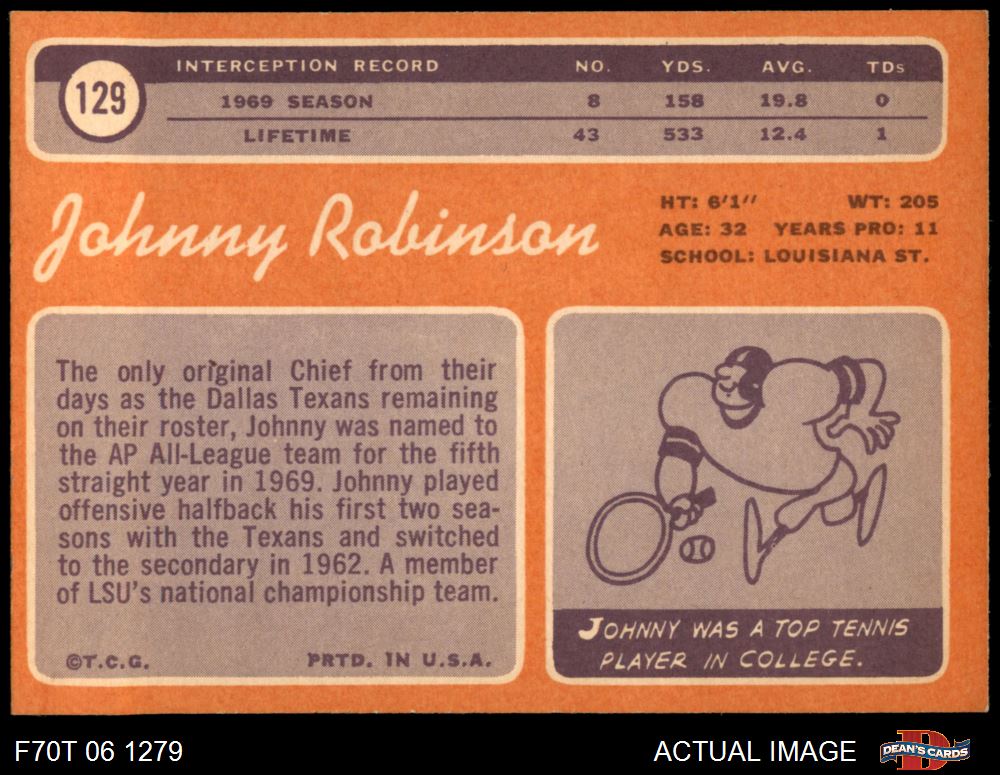 129
INTERCEPTION RECORD NO. YDS. AVG. TDs
1969 SEASON 8 158 19.8 0
LIFETIME 43 533 12.4 1
Johnny Robinson
HT: 6'1" WT: 205
AGE: 32 YEARS PRO: 11
SCHOOL: LOUISIANA ST.
The only original Chief from their
days as the Dallas Texans remaining
on their roster, Johnny was named to
the AP All-League team for the fifth
straight year in 1969. Johnny played
offensive halfback his first two sea-
sons with the Texans and switched
to the secondary in 1962. A member
of LSU's national championship team.
©T.C.G. PRTD. IN U.S.A.
JOHNNY WAS A TOP TENNIS
PLAYER IN COLLEGE.
F70T 06 1279 ACTUAL IMAGE D DEAN'S CARDS